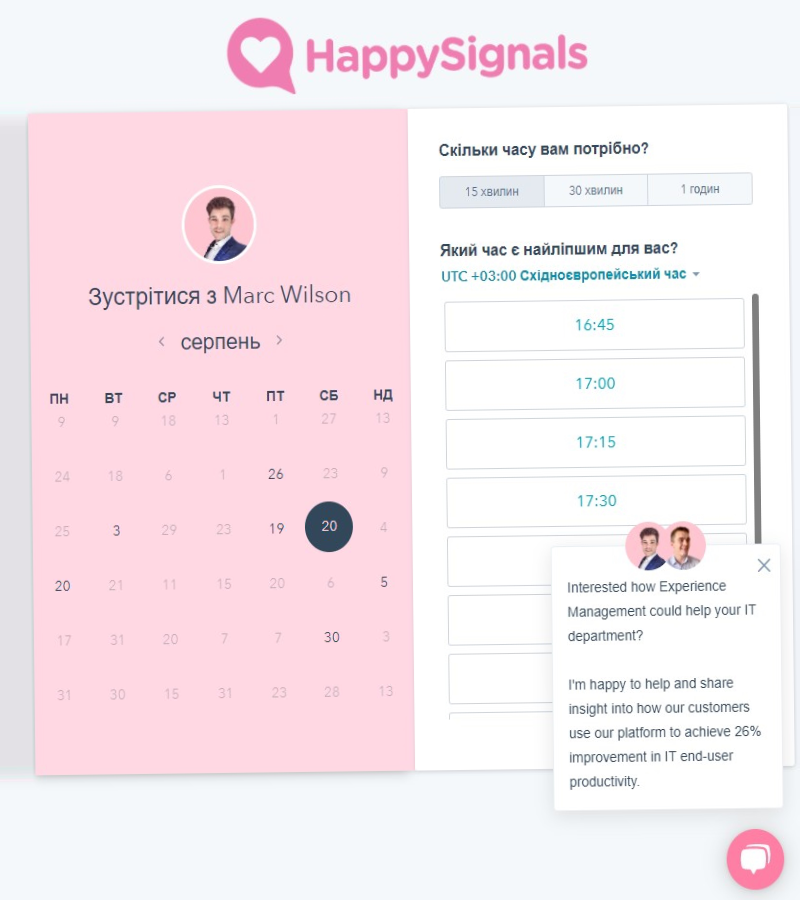 HappySignals
Зустрітися з Marc Wilson
серпень
ПН ВТ СР ЧТ ПТ СБ НД
9 9 18 13 1 27 13
24 18 6 1 26 23 9
25 3 29 23 19 20 4
20 21 11 15 20 6 5
17 31 20 7 7 30 3
31 30 15 31 23 28 13
Скільки часу вам потрібно?
15 хвилин 30 хвилин 1 годин
Який час є найліпшим для вас?
UTC +03:00 Східноєвропейський час
16:45
17:00
17:15
17:30
Interested how Experience
Management could help your IT
department?
I'm happy to help and share
insight into how our customers
use our platform to achieve 26%
improvement in IT end-user
productivity.